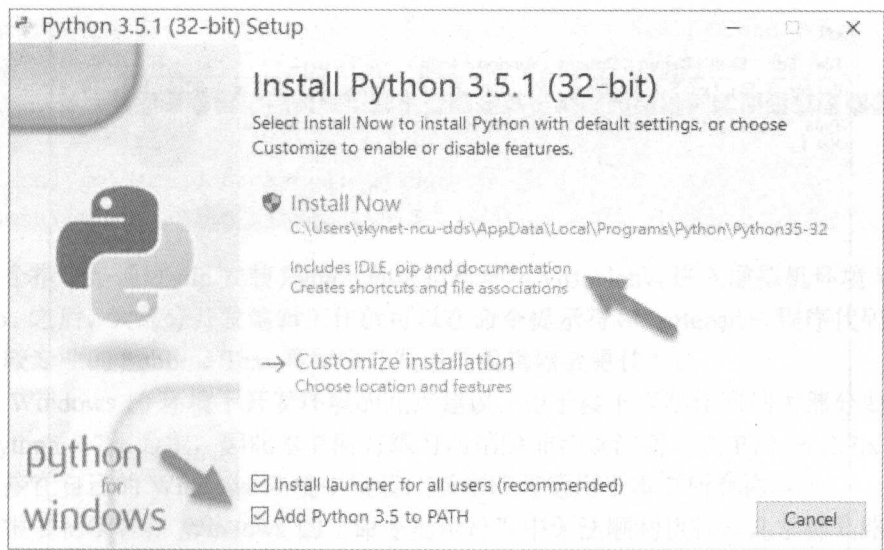 Python 3.5.1 (32-bit) Setup
Install Python 3.5.1 (32-bit)
Select Install Now to install Python with default settings, or choose
Customize to enable or disable features.
Install Now
C:\Users\skynet-ncu-dds\AppData\Local\Programs\Python\Python35-32
Includes IDLE, pip and documentation
Creates shortcuts and file associations
→ Customize installation
Choose location and features
python
for
windows
Install launcher for all users (recommended)
Add Python 3.5 to PATH
Cancel